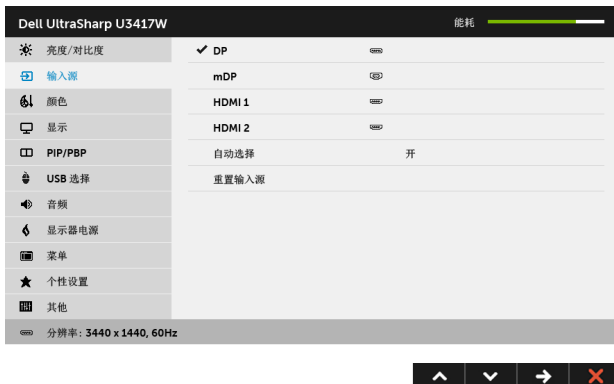 Dell UltraSharp U3417W 能耗
亮度/对比度 DP
输入源 mDP
颜色 HDMI 1
显示 HDMI 2
PIP/PBP 自动选择 开
USB 选择 重置输入源
音频
显示器电源
菜单
个性设置
其他
分辨率: 3440 x 1440, 60Hz